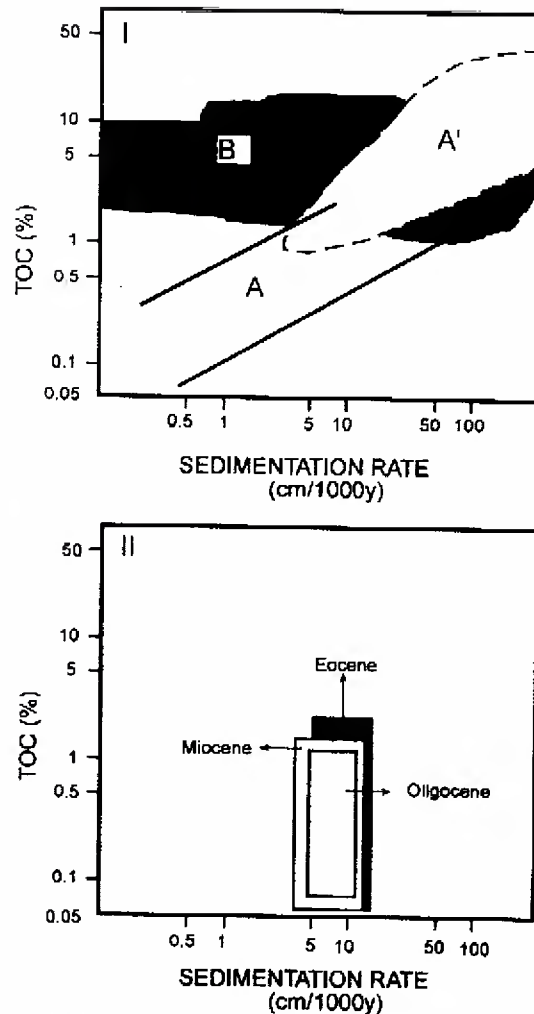 I
50
10
5
1
0.5
0.1
0.05
TOC (%)
B
A'
A
0.5 1 5 10 50 100
SEDIMENTATION RATE
(cm/1000y)
II
50
10
5
1
0.5
0.1
0.05
TOC (%)
Eocene
Miocene
Oligocene
0.5 1 5 10 50 100
SEDIMENTATION RATE
(cm/1000y)